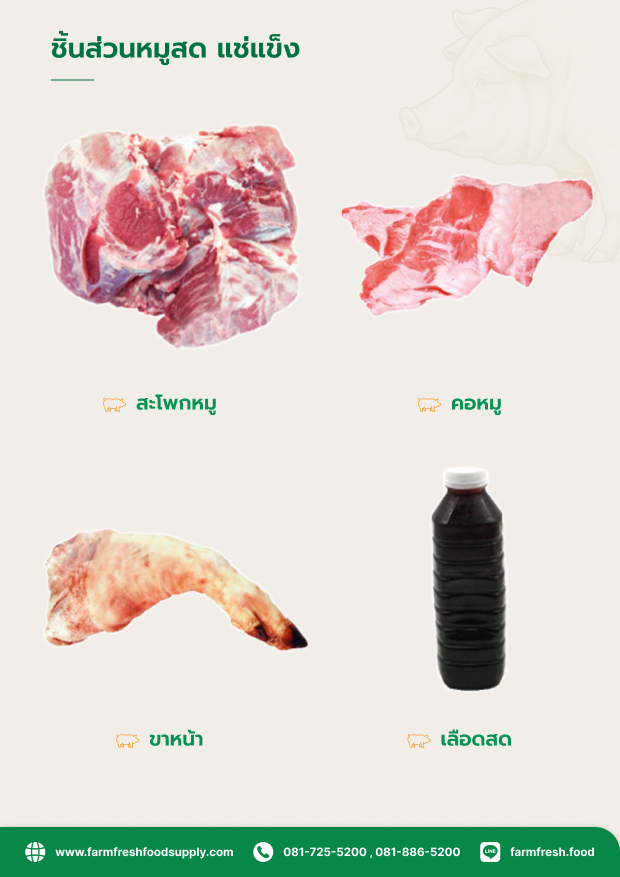 ชิ้นส่วนหมูสด แช่แข็ง
สะโพกหมู
คอหมู
ขาหน้า
เลือดสด
www.farmfreshfoodsupply.com
081-725-5200 , 081-886-5200
LINE
farmfresh.food